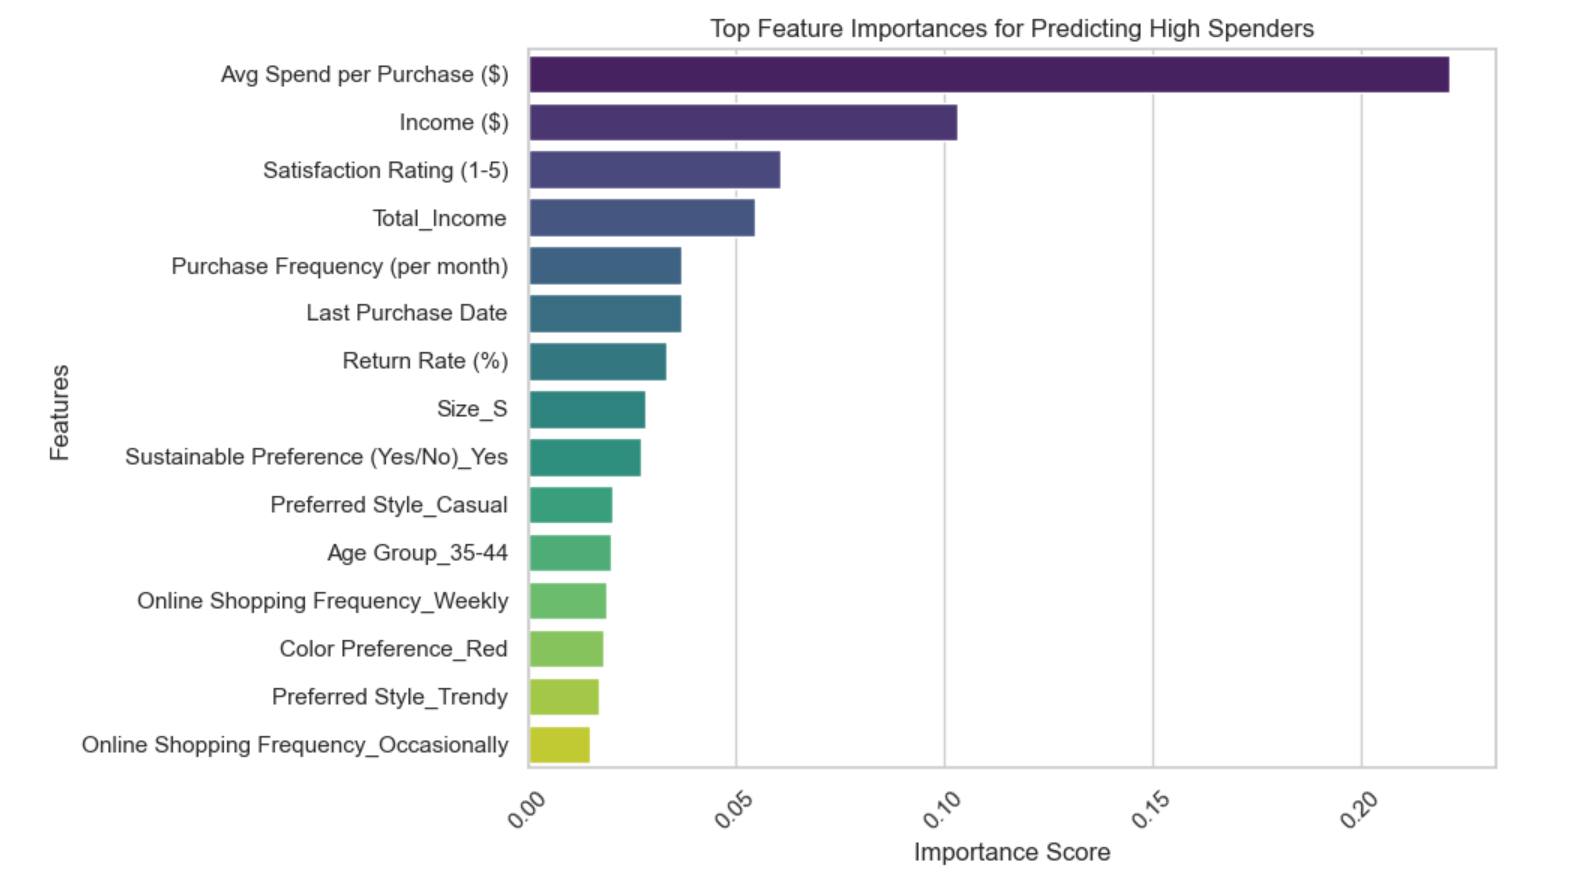 Top Feature Importances for Predicting High Spenders
Avg Spend per Purchase ($)
Income ($)
Satisfaction Rating (1-5)
Total_Income
Purchase Frequency (per month)
Last Purchase Date
Return Rate (%)
Size_S
Sustainable Preference (Yes/No)_Yes
Preferred Style_Casual
Age Group_35-44
Online Shopping Frequency_Weekly
Color Preference_Red
Preferred Style_Trendy
Online Shopping Frequency_Occasionally
Features
0.00 0.05 0.10 0.15 0.20
Importance Score